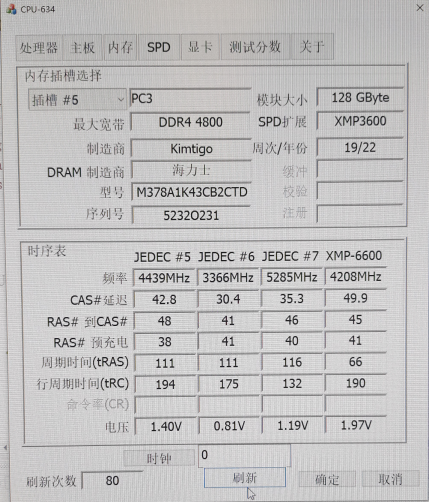 CPU-634
处理器 主板 内存 SPD 显卡 测试分数 关于
内存插槽选择
插槽 #5 PC3 模块大小 128 GByte
最大宽带 DDR4 4800 SPD扩展 XMP3600
制造商 Kimtigo 周次/年份 19/22
DRAM 制造商 海力士 缓冲
型号 M378A1K43CB2CTD 校验
序列号 5232O231 注册
时序表
JEDEC #5 JEDEC #6 JEDEC #7 XMP-6600
频率 4439MHz 3366MHz 5285MHz 4208MHz
CAS#延迟 42.8 30.4 35.3 49.9
RAS# 到CAS# 48 41 46 45
RAS# 预充电 38 41 40 41
周期时间(tRAS) 111 111 116 66
行周期时间(tRC) 194 175 132 190
命令率(CR)
电压 1.40V 0.81V 1.19V 1.97V
时钟 0
刷新次数 80 刷新 确定 取消